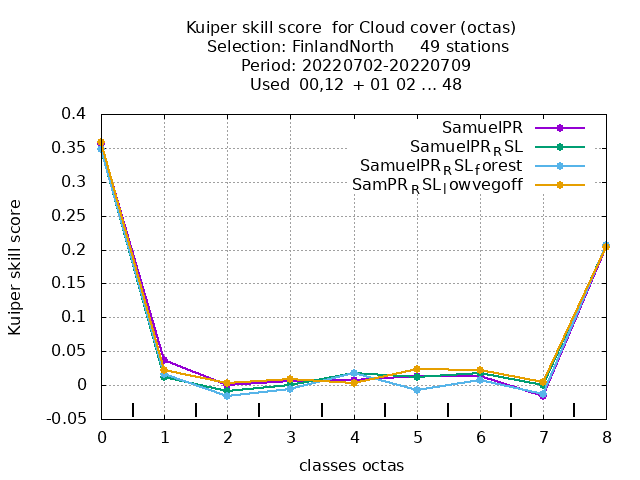 Kuiper skill score  for Cloud cover (octas)
Selection: FinlandNorth     49 stations
Period: 20220702-20220709
Used  00,12  + 01 02 ... 48
0.4
0.35
0.3
0.25
0.2
0.15
0.1
0.05
0
-0.05
Kuiper skill score
SamuelPR
SamuelPR_RSL
SamuelPR_RSL_forest
SamPR_RSL_lowvegoff
0 1 2 3 4 5 6 7 8
classes octas